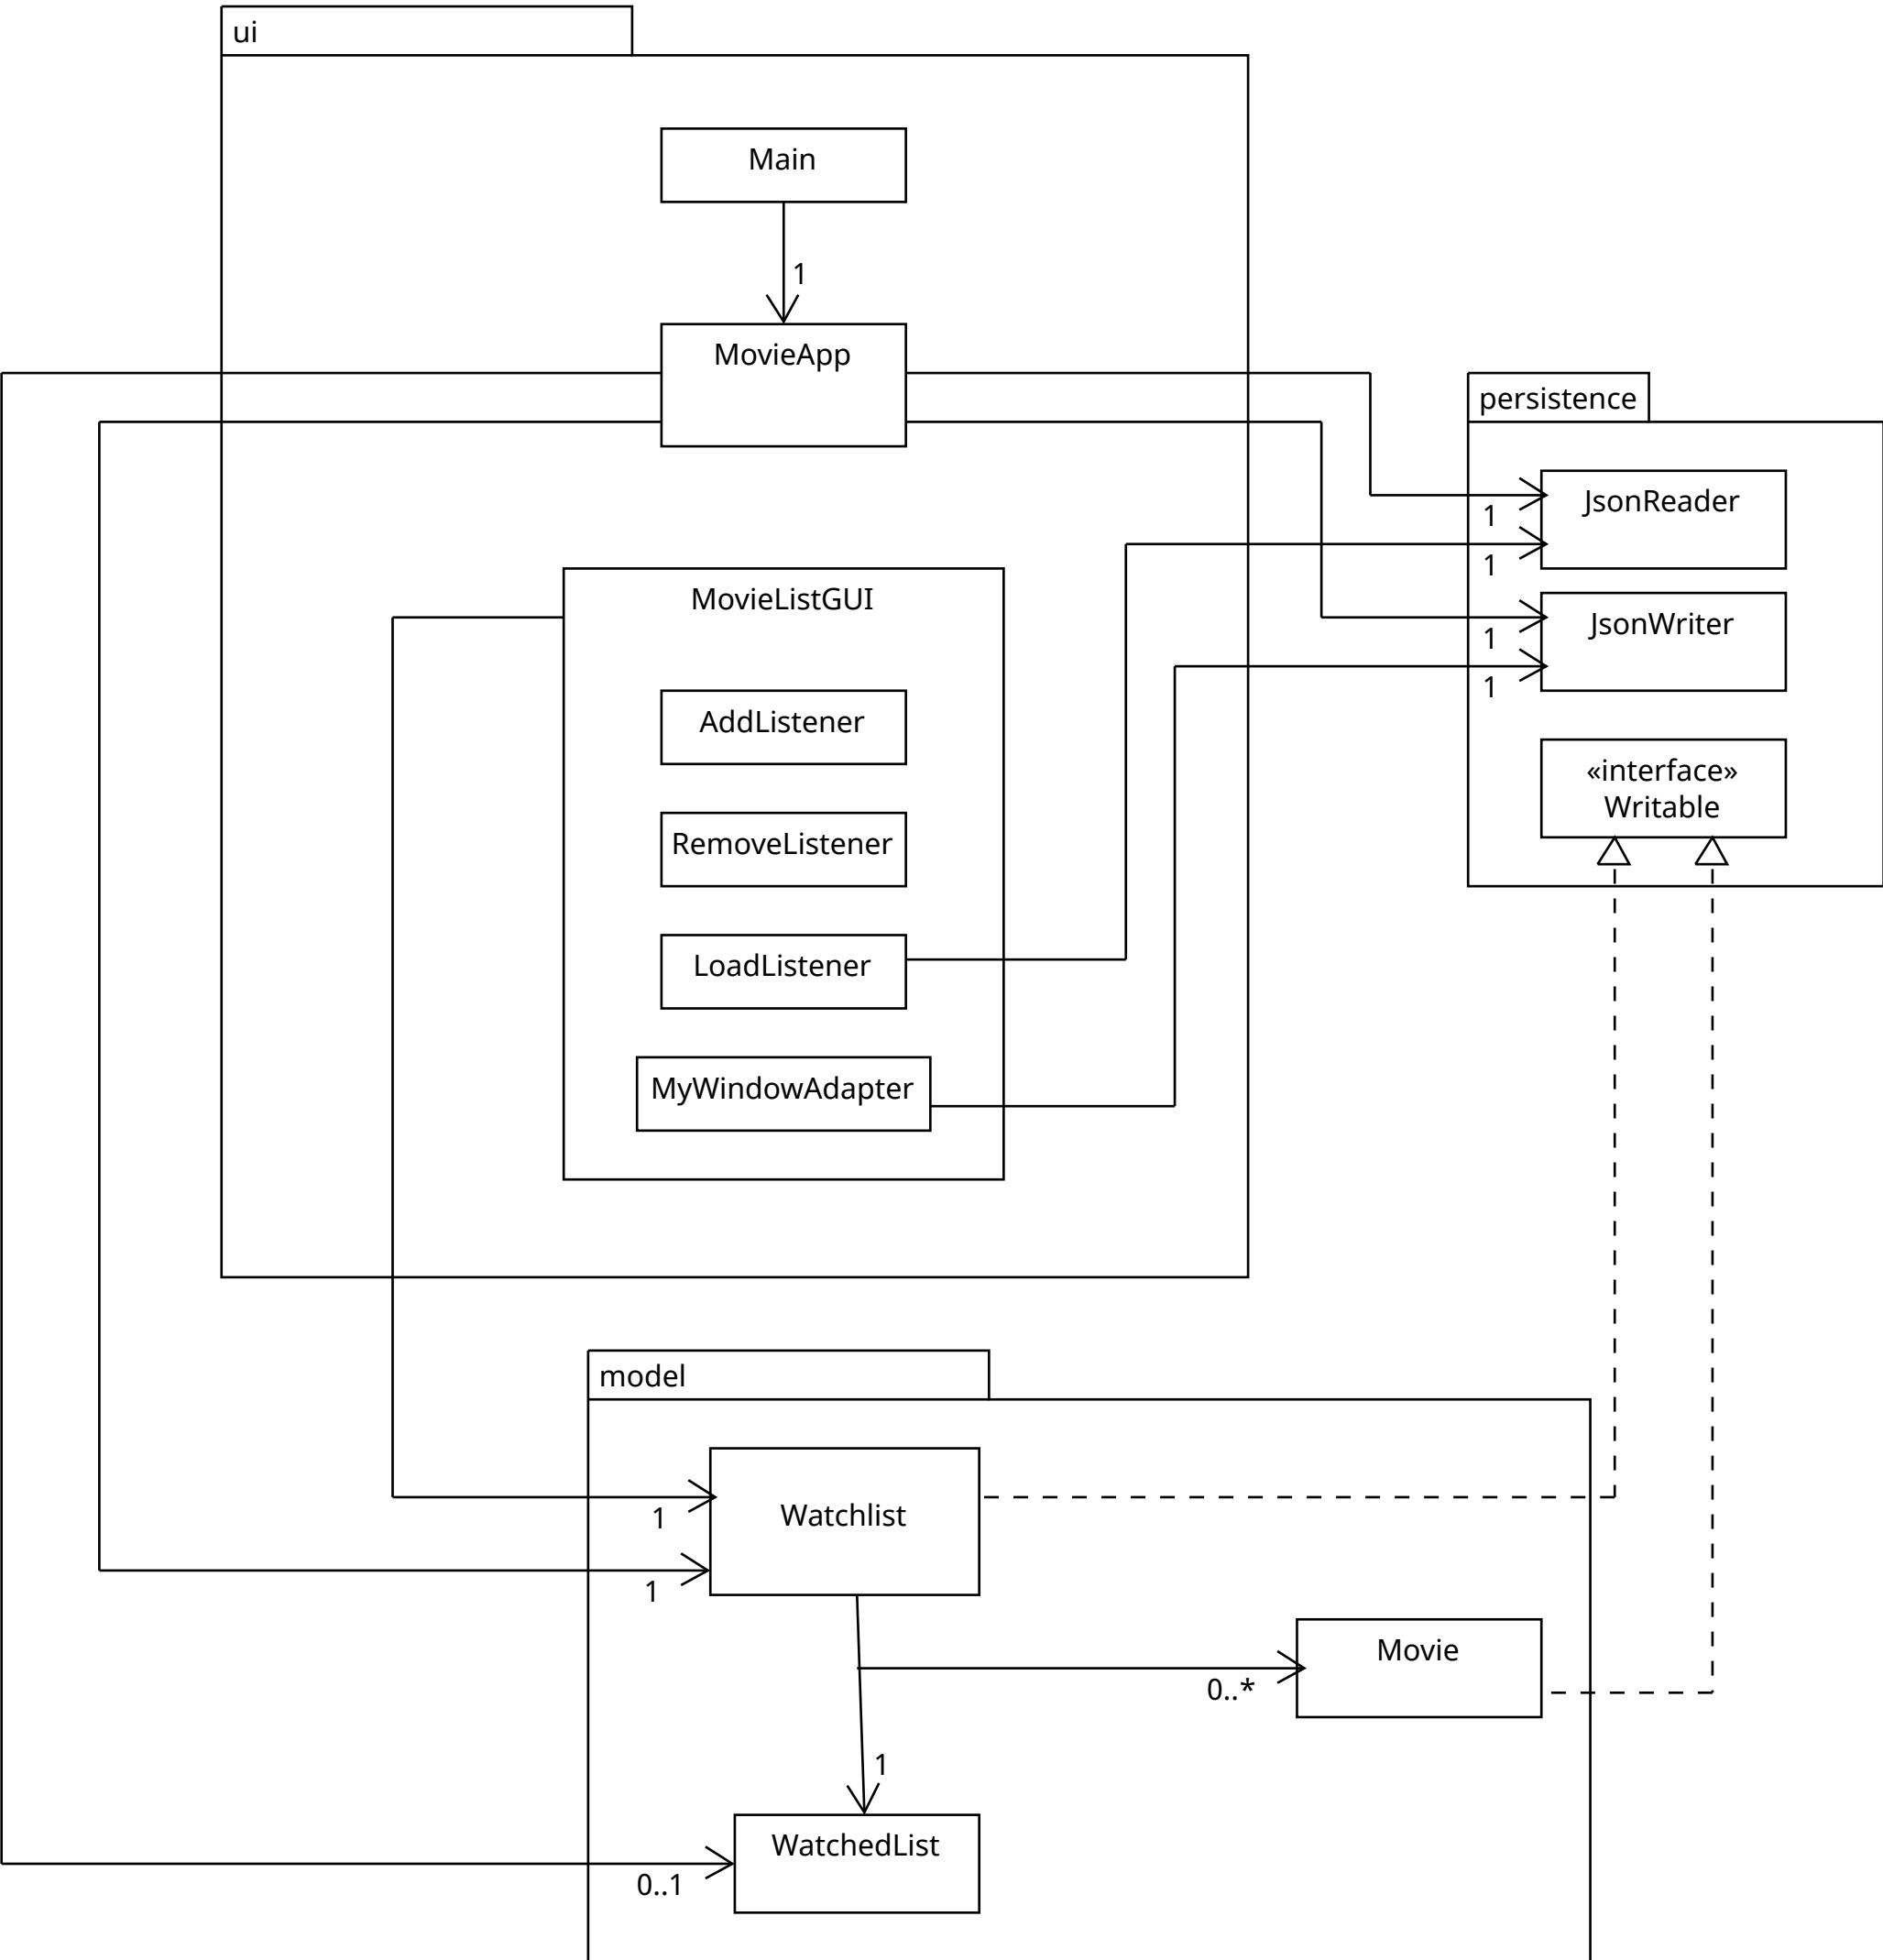 ui
Main
1
MovieApp
persistence
JsonReader
1
1
MovieListGUI
JsonWriter
1
1
AddListener
«interface»
Writable
RemoveListener
LoadListener
MyWindowAdapter
model
Watchlist
1
1
Movie
0..*
1
WatchedList
0..1